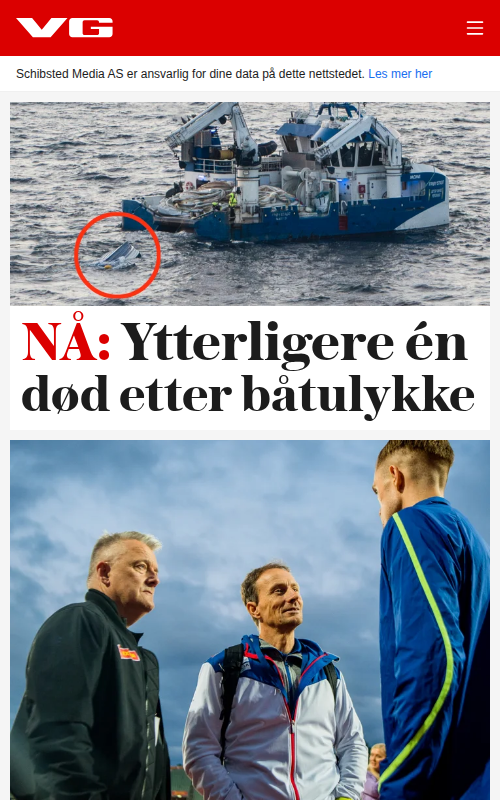 VG
Schibsted Media AS er ansvarlig for dine data på dette nettstedet. Les mer her
NÅ: Ytterligere én
død etter båtulykke